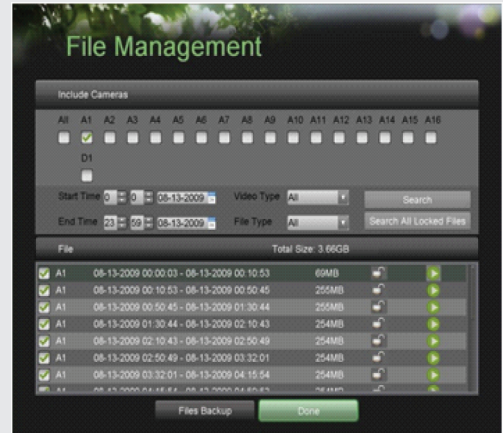 File Management
Include Cameras
All A1 A2 A3 A4 A5 A6 A7 A8 A9 A10 A11 A12 A13 A14 A15 A16
D1
Start Time 0 0 08-13-2009 Video Type All Search
End Time 23 59 08-13-2009 File Type All Search All Locked Files
File Total Size: 3.66GB
A1 08-13-2009 00:00:03 - 08-13-2009 00:10:53 69MB
A1 08-13-2009 00:10:53 - 08-13-2009 00:50:45 255MB
A1 08-13-2009 00:50:45 - 08-13-2009 01:30:44 255MB
A1 08-13-2009 01:30:44 - 08-13-2009 02:10:43 254MB
A1 08-13-2009 02:10:43 - 08-13-2009 02:50:49 254MB
A1 08-13-2009 02:50:49 - 08-13-2009 03:32:01 254MB
A1 08-13-2009 03:32:01 - 08-13-2009 04:15:54 254MB
A1
Files Backup Done